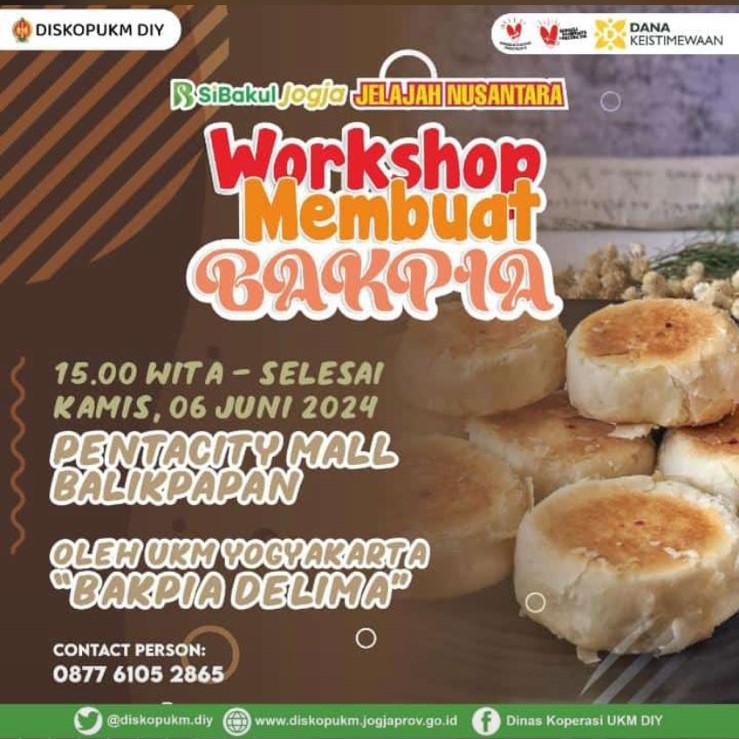 DISKOPUKM DIY
DANA
KEISTIMEWAAN
SiBakul Jogja JELAJAH NUSANTARA
Workshop
Membuat
BAKPIA
15.00 WITA - SELESAI
KAMIS, 06 JUNI 2024
PENTACITY MALL
BALIKPAPAN
OLEH UKM YOGYAKARTA
"BAKPIA DELIMA"
CONTACT PERSON:
0877 6105 2865
@diskopukm.diy www.diskopukm.jogjaprov.go.id Dinas Koperasi UKM DIY